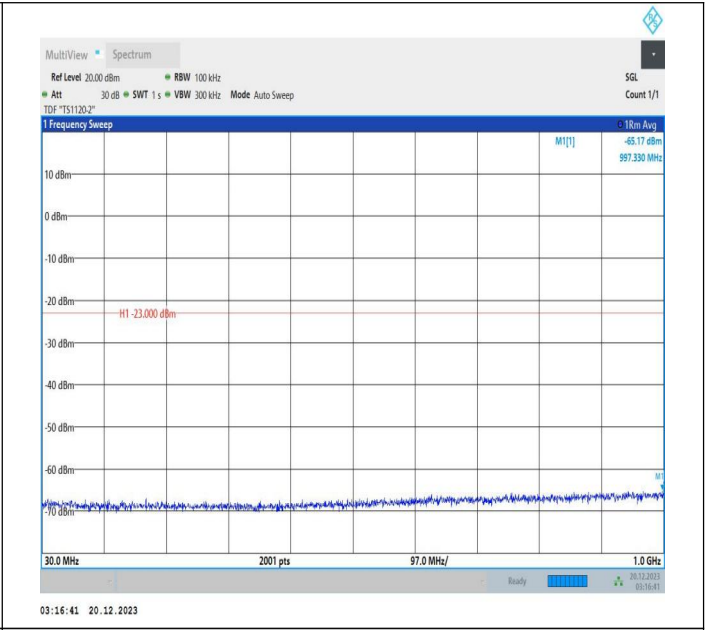 R&S
MultiView Spectrum
Ref Level 20.00 dBm RBW 100 kHz SGL
Att 30 dB SWT 1 s VBW 300 kHz Mode Auto Sweep Count 1/1
TDF "TS1120-2"
1 Frequency Sweep 1Rm Avg
M1[1] -65.17 dBm
997.330 MHz
10 dBm
0 dBm
-10 dBm
-20 dBm
H1 -23.000 dBm
-30 dBm
-40 dBm
-50 dBm
-60 dBm
M1
-70 dBm
30.0 MHz 2001 pts 97.0 MHz/ 1.0 GHz
Ready 20.12.2023
03:16:41
03:16:41 20.12.2023